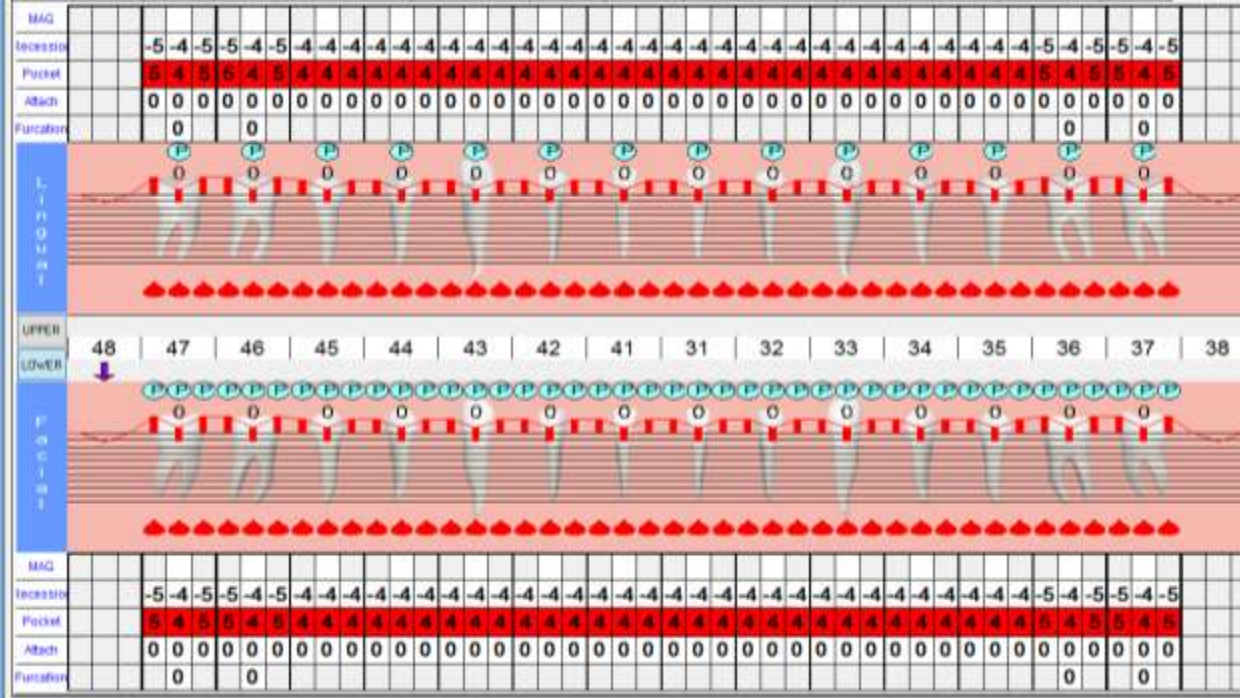 MAG
Recessio -5 -4 -5 -5 -4 -5 -4 -4 -4 -4 -4 -4 -4 -4 -4 -4 -4 -4 -4 -4 -4 -4 -4 -4 -4 -4 -4 -4 -4 -4 -4 -4 -4 -4 -4 -4 -5 -4 -5 -5 -4 -5
Pocket 5 4 5 5 4 5 4 4 4 4 4 4 4 4 4 4 4 4 4 4 4 4 4 4 4 4 4 4 4 4 4 4 4 4 4 4 5 4 5 5 4 5
Attach 0 0 0 0 0 0 0 0 0 0 0 0 0 0 0 0 0 0 0 0 0 0 0 0 0 0 0 0 0 0 0 0 0 0 0 0 0 0 0 0 0 0
Furcation 0 0 0 0
P P P P P P P P P P P P P P
0 0 0 0 0 0 0 0 0 0 0 0 0 0
Lingual
UPPER
48 47 46 45 44 43 42 41 31 32 33 34 35 36 37 38
LOWER
P P P P P P P P P P P P P P P P P P P P P P P P P P P P P P P P P P P P P P P P P P
0 0 0 0 0 0 0 0 0 0 0 0 0 0
Facial
MAG
Recessio -5 -4 -5 -5 -4 -5 -4 -4 -4 -4 -4 -4 -4 -4 -4 -4 -4 -4 -4 -4 -4 -4 -4 -4 -4 -4 -4 -4 -4 -4 -4 -4 -4 -4 -4 -4 -5 -4 -5 -5 -4 -5
Pocket 5 4 5 5 4 5 4 4 4 4 4 4 4 4 4 4 4 4 4 4 4 4 4 4 4 4 4 4 4 4 4 4 4 4 4 4 5 4 5 5 4 5
Attach 0 0 0 0 0 0 0 0 0 0 0 0 0 0 0 0 0 0 0 0 0 0 0 0 0 0 0 0 0 0 0 0 0 0 0 0 0 0 0 0 0 0
Furcation 0 0 0 0